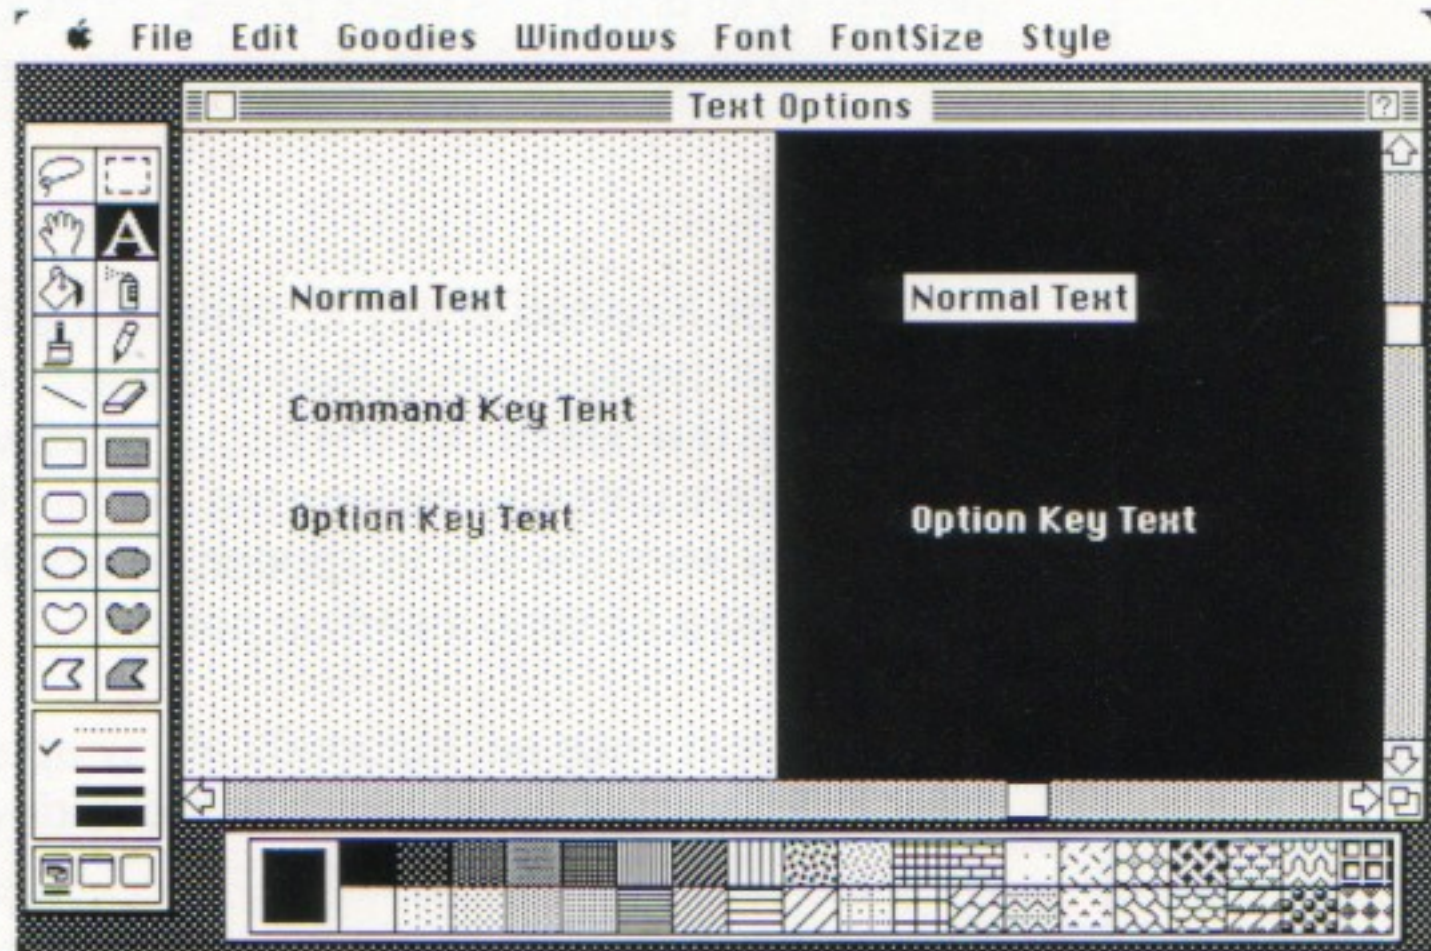 File Edit Goodies Windows Font FontSize Style
Text Options ?
A
Normal Text Normal Text
Command Key Text
Option Key Text Option Key Text